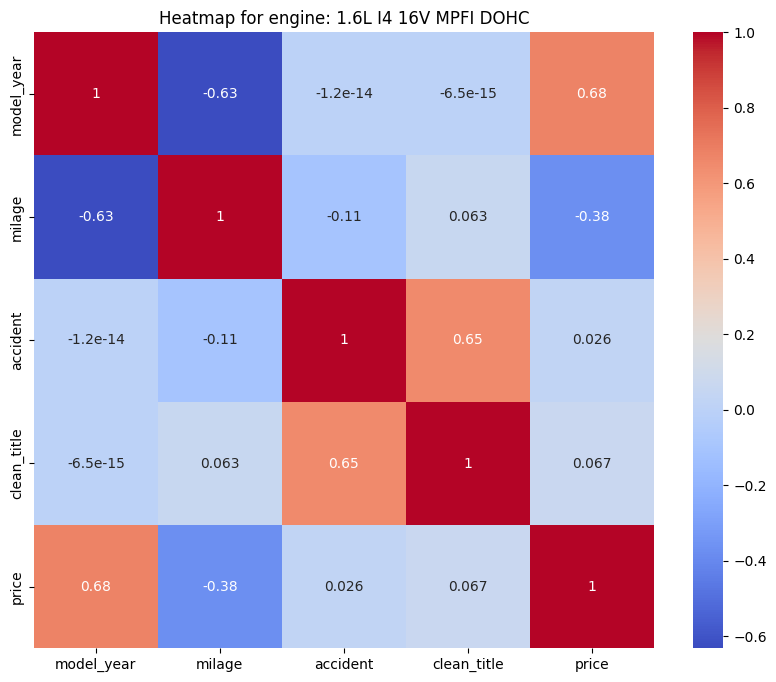 Heatmap for engine: 1.6L I4 16V MPFI DOHC
model_year 1 -0.63 -1.2e-14 -6.5e-15 0.68
milage -0.63 1 -0.11 0.063 -0.38
accident -1.2e-14 -0.11 1 0.65 0.026
clean_title -6.5e-15 0.063 0.65 1 0.067
price 0.68 -0.38 0.026 0.067 1
model_year milage accident clean_title price
1.0
0.8
0.6
0.4
0.2
0.0
−0.2
−0.4
−0.6